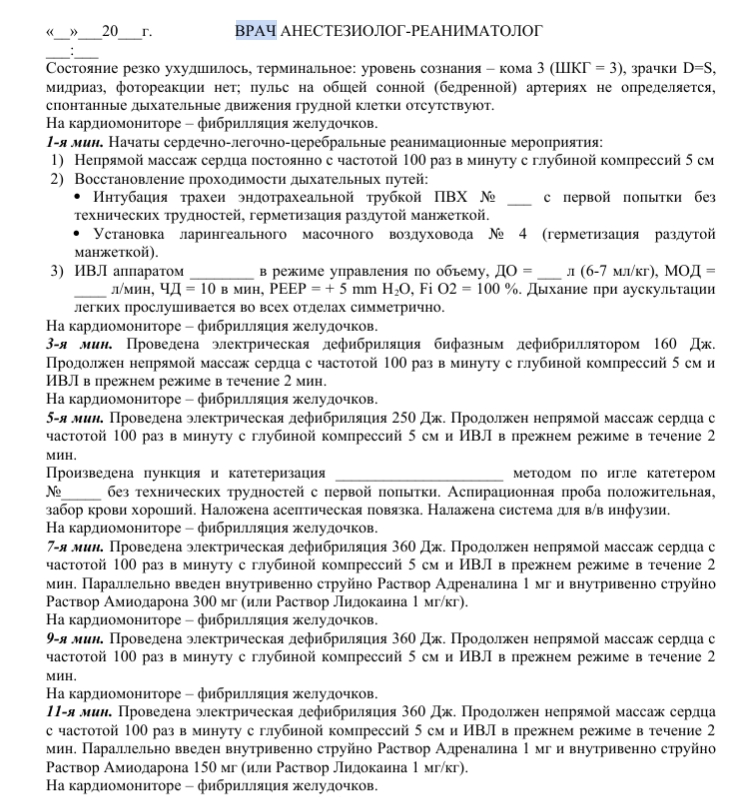 «__»___20___г. ВРАЧ АНЕСТЕЗИОЛОГ-РЕАНИМАТОЛОГ
___:___
Состояние резко ухудшилось, терминальное: уровень сознания – кома 3 (ШКГ = 3), зрачки D=S,
мидриаз, фотореакции нет; пульс на общей сонной (бедренной) артериях не определяется,
спонтанные дыхательные движения грудной клетки отсутствуют.
На кардиомониторе – фибрилляция желудочков.
1-я мин. Начаты сердечно-легочно-церебральные реанимационные мероприятия:
1) Непрямой массаж сердца постоянно с частотой 100 раз в минуту с глубиной компрессий 5 см
2) Восстановление проходимости дыхательных путей:
• Интубация трахеи эндотрахеальной трубкой ПВХ № ___ с первой попытки без
технических трудностей, герметизация раздутой манжеткой.
• Установка ларингеального масочного воздуховода № 4 (герметизация раздутой
манжеткой).
3) ИВЛ аппаратом ________ в режиме управления по объему, ДО = ___ л (6-7 мл/кг), МОД =
____ л/мин, ЧД = 10 в мин, PEEP = + 5 mm H₂O, Fi O2 = 100 %. Дыхание при аускультации
легких прослушивается во всех отделах симметрично.
На кардиомониторе – фибрилляция желудочков.
3-я мин. Проведена электрическая дефибриляция бифазным дефибриллятором 160 Дж.
Продолжен непрямой массаж сердца с частотой 100 раз в минуту с глубиной компрессий 5 см и
ИВЛ в прежнем режиме в течение 2 мин.
На кардиомониторе – фибрилляция желудочков.
5-я мин. Проведена электрическая дефибриляция 250 Дж. Продолжен непрямой массаж сердца с
частотой 100 раз в минуту с глубиной компрессий 5 см и ИВЛ в прежнем режиме в течение 2
мин.
Произведена пункция и катетеризация _____________________ методом по игле катетером
№_____ без технических трудностей с первой попытки. Аспирационная проба положительная,
забор крови хороший. Наложена асептическая повязка. Налажена система для в/в инфузии.
На кардиомониторе – фибрилляция желудочков.
7-я мин. Проведена электрическая дефибриляция 360 Дж. Продолжен непрямой массаж сердца с
частотой 100 раз в минуту с глубиной компрессий 5 см и ИВЛ в прежнем режиме в течение 2
мин. Параллельно введен внутривенно струйно Раствор Адреналина 1 мг и внутривенно струйно
Раствор Амиодарона 300 мг (или Раствор Лидокаина 1 мг/кг).
На кардиомониторе – фибрилляция желудочков.
9-я мин. Проведена электрическая дефибриляция 360 Дж. Продолжен непрямой массаж сердца с
частотой 100 раз в минуту с глубиной компрессий 5 см и ИВЛ в прежнем режиме в течение 2
мин.
На кардиомониторе – фибрилляция желудочков.
11-я мин. Проведена электрическая дефибриляция 360 Дж. Продолжен непрямой массаж сердца
с частотой 100 раз в минуту с глубиной компрессий 5 см и ИВЛ в прежнем режиме в течение 2
мин. Параллельно введен внутривенно струйно Раствор Адреналина 1 мг и внутривенно струйно
Раствор Амиодарона 150 мг (или Раствор Лидокаина 1 мг/кг).
На кардиомониторе – фибрилляция желудочков.